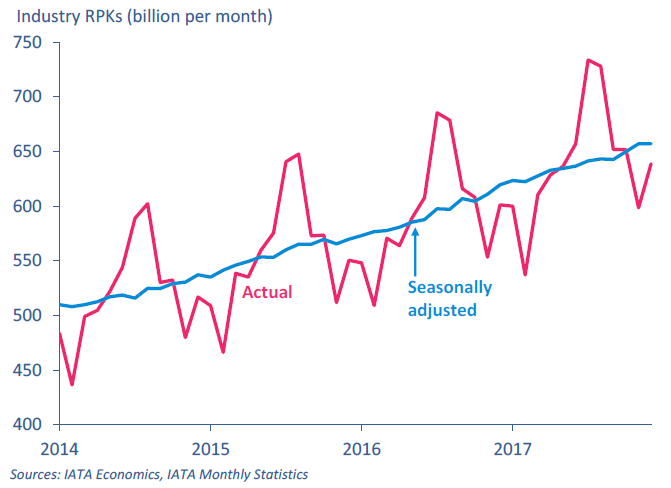 Industry RPKs (billion per month)
750
700
650
600
550
500
450
400
Actual
Seasonally
adjusted
2014
2015
2016
2017
Sources: IATA Economics, IATA Monthly Statistics